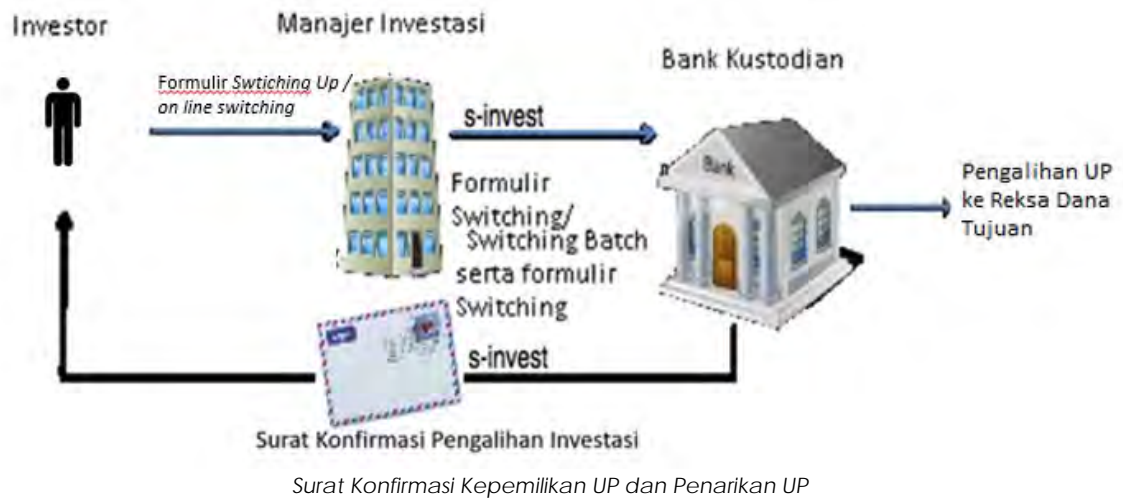 Investor
Manajer Investasi
Bank Kustodian
Formulir Swtiching Up /
on line switching
s-invest
Bank
Formulir
Switching/
Switching Batch
serta formulir
Switching
Pengalihan UP
ke Reksa Dana
Tujuan
s-invest
Surat Konfirmasi Pengalihan Investasi
Surat Konfirmasi Kepemilikan UP dan Penarikan UP